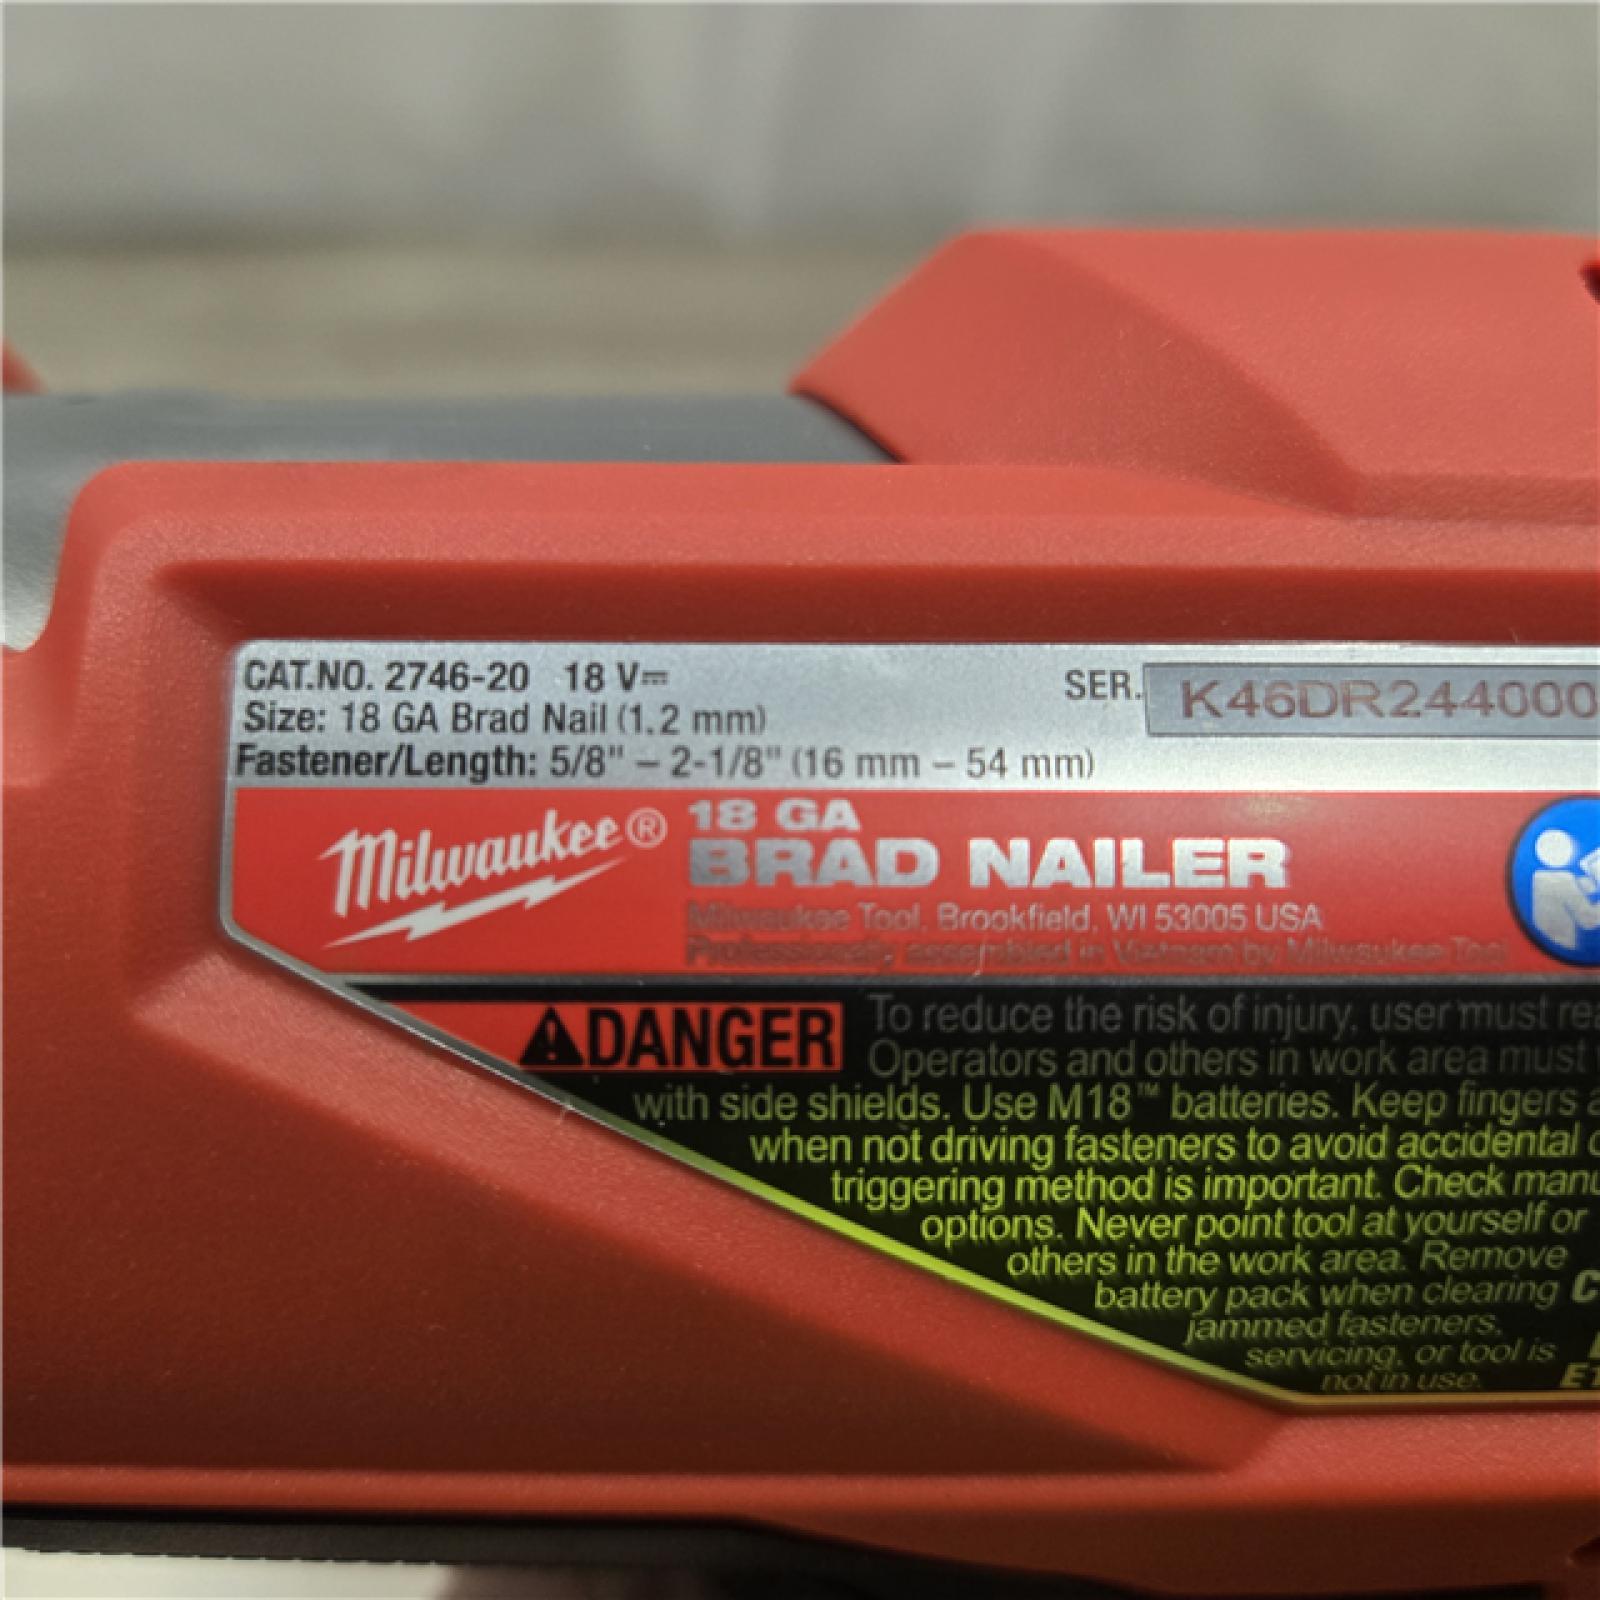 CAT.NO. 2746-20 18 V⎓
Size: 18 GA Brad Nail (1.2 mm)
Fastener/Length: 5/8" – 2-1/8" (16 mm – 54 mm)
SER. K46DR244000
Milwaukee®
18 GA
BRAD NAILER
Milwaukee Tool, Brookfield, WI 53005 USA
Professionally assembled in Vietnam by Milwaukee Tool
⚠DANGER To reduce the risk of injury, user must
Operators and others in work area must
with side shields. Use M18™ batteries. Keep fingers
when not driving fasteners to avoid accidental
triggering method is important. Check
options. Never point tool at yourself or
others in the work area. Remove
battery pack when clearing
jammed fasteners,
servicing, or tool is
not in use.